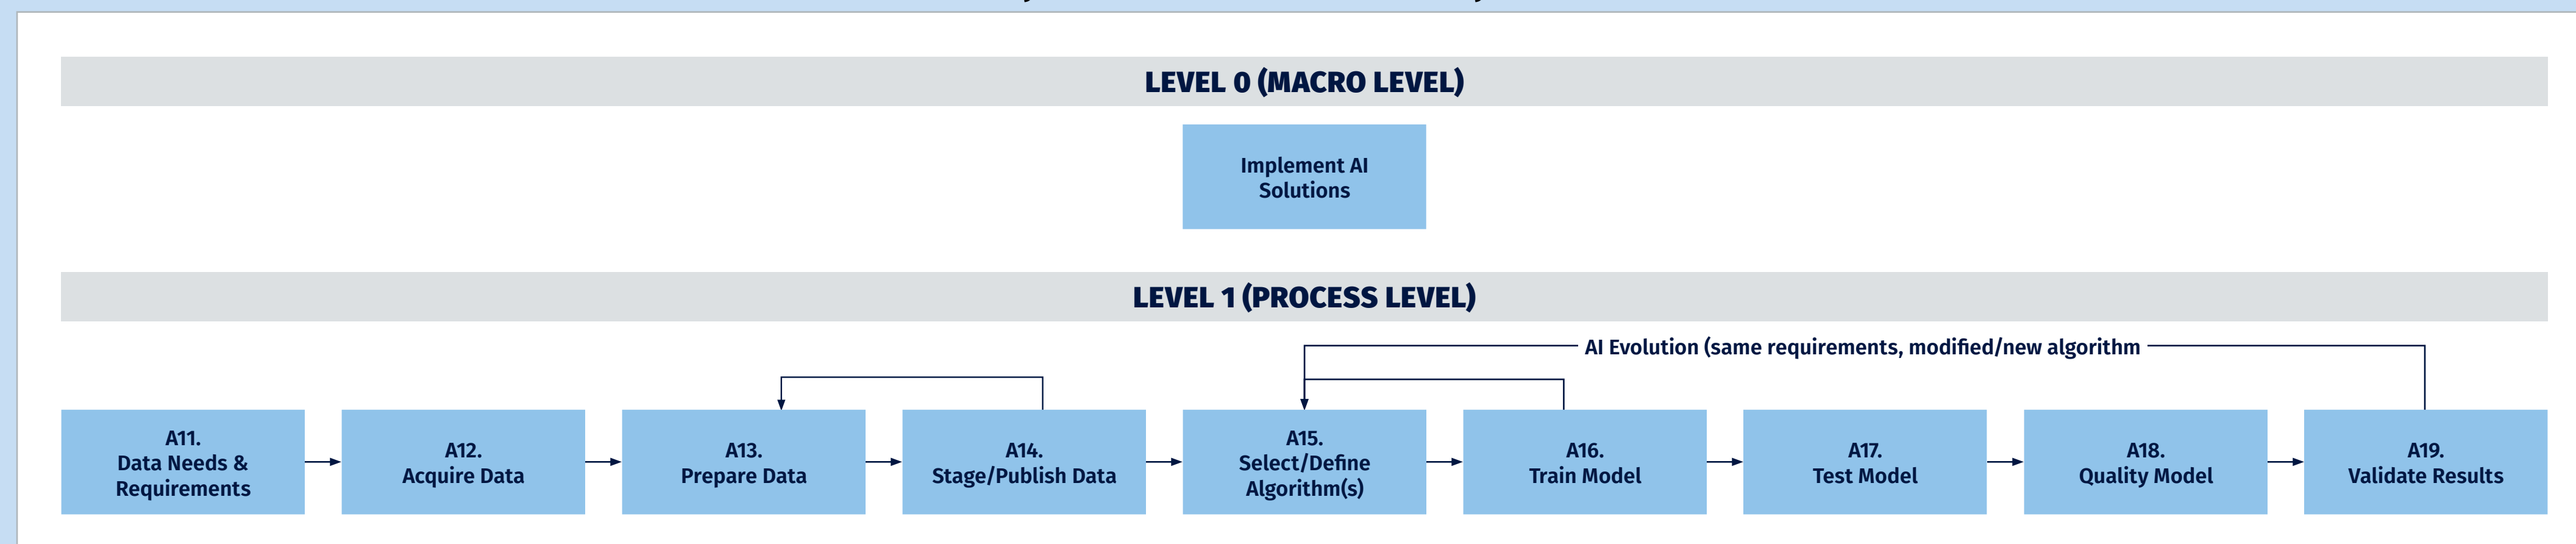 LEVEL 0 (MACRO LEVEL)
Implement AI
Solutions
LEVEL 1 (PROCESS LEVEL)
AI Evolution (same requirements, modified/new algorithm
A11.
Data Needs &
Requirements
A12.
Acquire Data
A13.
Prepare Data
A14.
Stage/Publish Data
A15.
Select/Define
Algorithm(s)
A16.
Train Model
A17.
Test Model
A18.
Quality Model
A19.
Validate Results